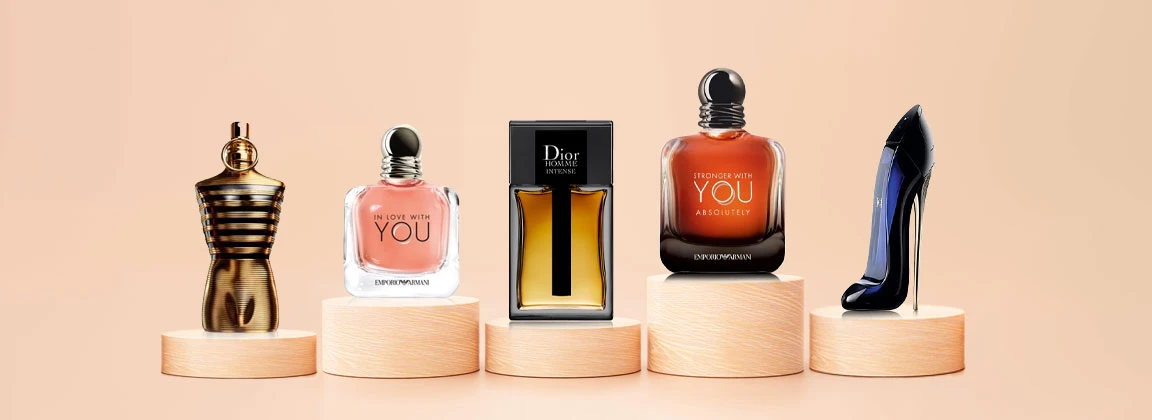 IN LOVE WITH
YOU
EMPORIO ARMANI
Dior
HOMME
INTENSE
STRONGER WITH
YOU
ABSOLUTELY
EMPORIO ARMANI